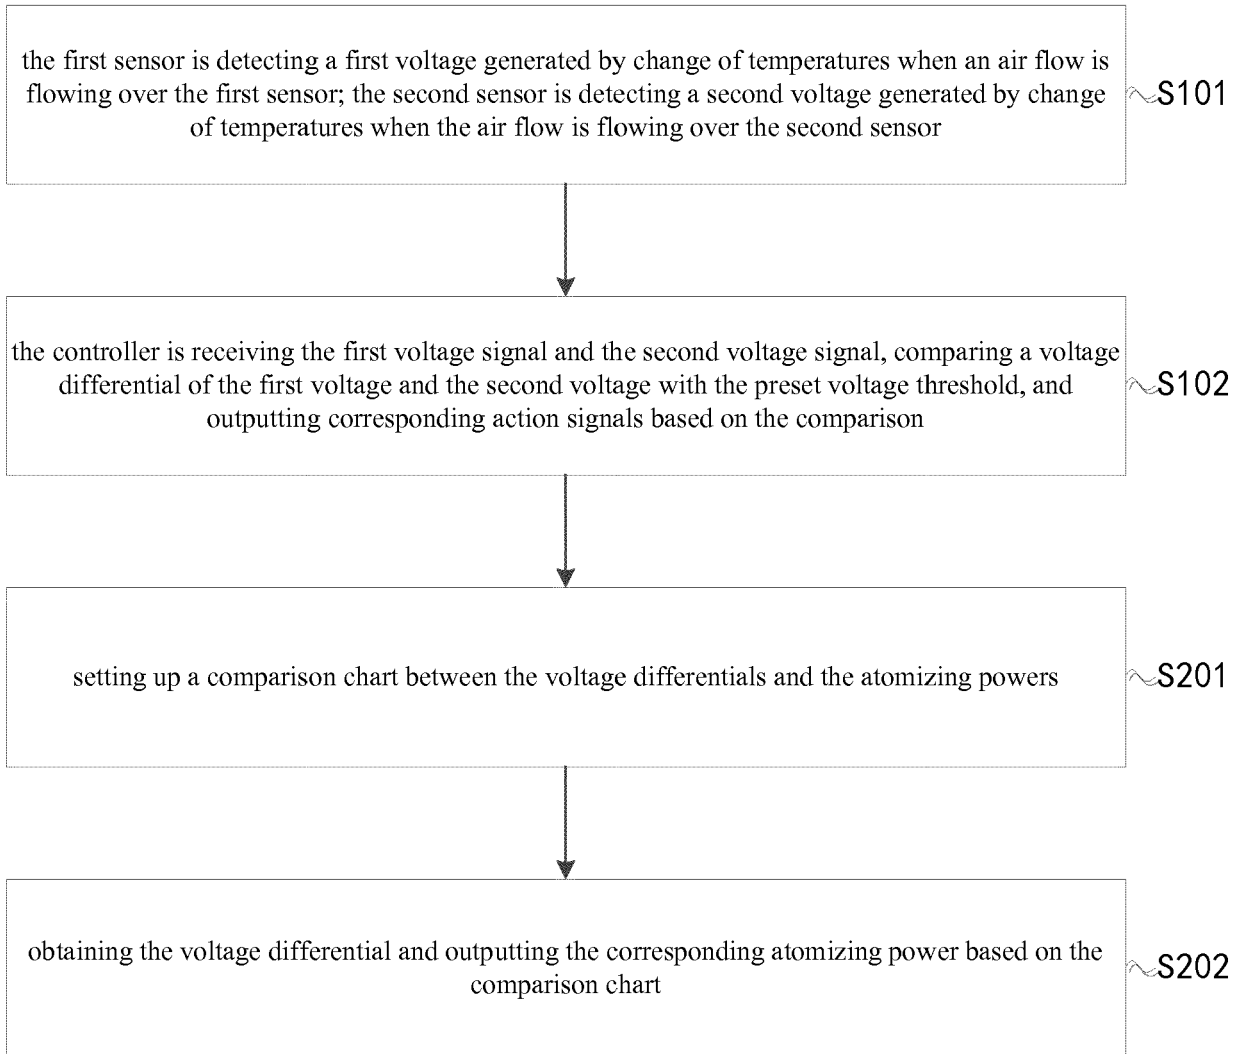 the first sensor is detecting a first voltage generated by change of temperatures when an air flow is
flowing over the first sensor; the second sensor is detecting a second voltage generated by change
of temperatures when the air flow is flowing over the second sensor
S101
the controller is receiving the first voltage signal and the second voltage signal, comparing a voltage
differential of the first voltage and the second voltage with the preset voltage threshold, and
outputting corresponding action signals based on the comparison
S102
setting up a comparison chart between the voltage differentials and the atomizing powers
S201
obtaining the voltage differential and outputting the corresponding atomizing power based on the
comparison chart
S202